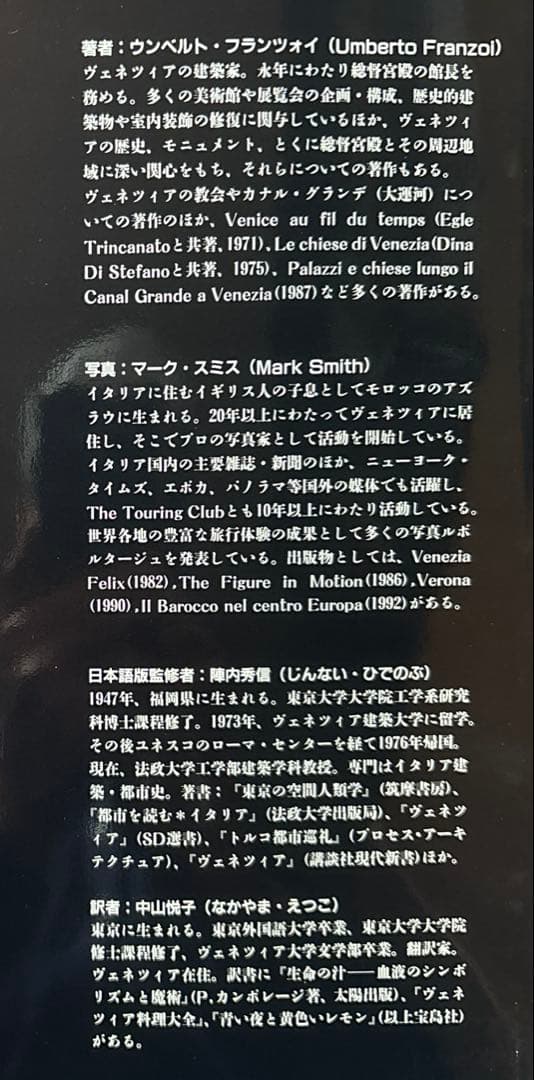 著者：ウンベルト・フランツォイ（Umberto Franzoi）
ヴェネツィアの建築家。永年にわたり総督宮殿の館長を
務める。多くの美術館や展覧会の企画・構成、歴史的建
築物や室内装飾の修復に関与しているほか、ヴェネツィ
アの歴史、モニュメント、とくに総督宮殿とその周辺地
域に深い関心をもち、それらについての著作もある。
ヴェネツィアの教会やカナル・グランデ（大運河）につ
いての著作のほか、Venice au fil du temps (Egle
Trincanatoと共著, 1971), Le chiese di Venezia (Dina
Di Stefanoと共著、1975)、Palazzi e chiese lungo il
Canal Grande a Venezia (1987) など多くの著作がある。
写真：マーク・スミス（Mark Smith）
イタリアに住むイギリス人の子息としてモロッコのアズ
ラウに生まれる。20年以上にわたってヴェネツィアに居
住し、そこでプロの写真家として活動を開始している。
イタリア国内の主要雑誌・新聞のほか、ニューヨーク・
タイムズ、エポカ、パノラマ等国外の媒体でも活躍し、
The Touring Clubとも10年以上にわたり活動している。
世界各地の豊富な旅行体験の成果として多くの写真ルポ
ルタージュを発表している。出版物としては、Venezia
Felix (1982), The Figure in Motion (1986), Verona
(1990), Il Barocco nel centro Europa (1992) がある。
日本語版監修者：陣内秀信（じんない・ひでのぶ）
1947年、福岡県に生まれる。東京大学大学院工学系研究
科博士課程修了。1973年、ヴェネツィア建築大学に留学。
その後ユネスコのローマ・センターを経て1976年帰国。
現在、法政大学工学部建築学科教授。専門はイタリア建
築・都市史。著書：『東京の空間人類学』（筑摩書房）、
『都市を読む＊イタリア』（法政大学出版局）、『ヴェネツ
ィア』（SD選書）、『トルコ都市巡礼』（プロセス・アーキ
テクチュア）、『ヴェネツィア』（講談社現代新書）ほか。
訳者：中山悦子（なかやま・えつこ）
東京に生まれる。東京外国語大学卒業、東京大学大学院
修士課程修了、ヴェネツィア大学文学部卒業。翻訳家。
ヴェネツィア在住。訳書に『生命の汁――血液のシンボ
リズムと魔術』（P.カンポレージ著、太陽出版）、『ヴェネ
ツィア料理大全』、『青い夜と黄色いレモン』（以上宝島社）
がある。